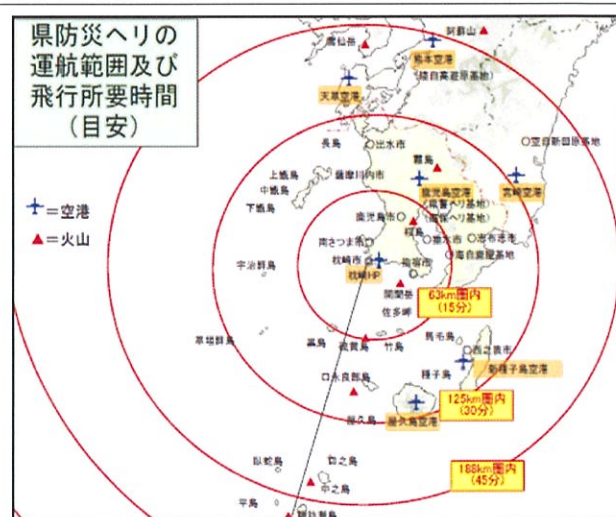 県防災ヘリの
運航範囲及び
飛行所要時間
（目安）
=空港
=火山
雲仙岳
阿蘇山
熊本空港
(陸自高遊原基地)
天草空港
長島
出水市
空自新田原基地
上甑島
中甑島
下甑島
薩摩川内市
霧島
鹿児島空港
宮崎空港
鹿児島市
桜島
南さつま市
垂水市
志布志市
枕崎市
海自鹿屋基地
宇治群島
枕崎HP
指宿市
開聞岳
63km圏内
(15分)
佐多岬
草垣群島
黒島
硫黄島
竹島
馬毛島
西之表市
種子島
新種子島空港
口永良部島
125km圏内
(30分)
屋久島
屋久島空港
臥蛇島
口之島
188km圏内
(45分)
中之島
平島
諏訪瀬島